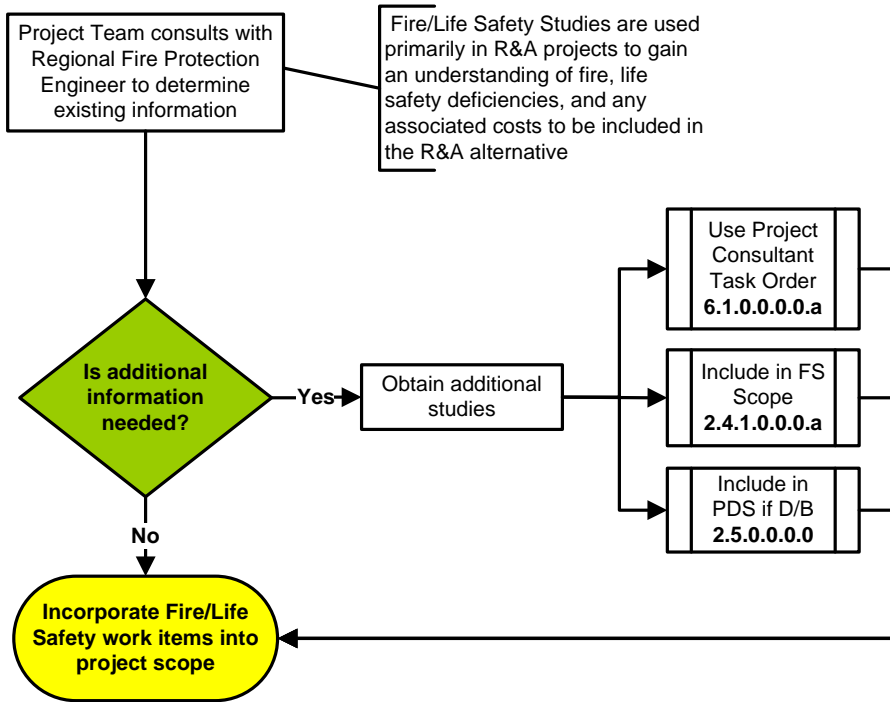 Project Team consults with
Regional Fire Protection
Engineer to determine
existing information
Fire/Life Safety Studies are used
primarily in R&A projects to gain
an understanding of fire, life
safety deficiencies, and any
associated costs to be included in
the R&A alternative
Is additional
information
needed?
Yes
Obtain additional
studies
Use Project
Consultant
Task Order
6.1.0.0.0.0.a
Include in FS
Scope
2.4.1.0.0.0.a
Include in
PDS if D/B
2.5.0.0.0.0
No
Incorporate Fire/Life
Safety work items into
project scope